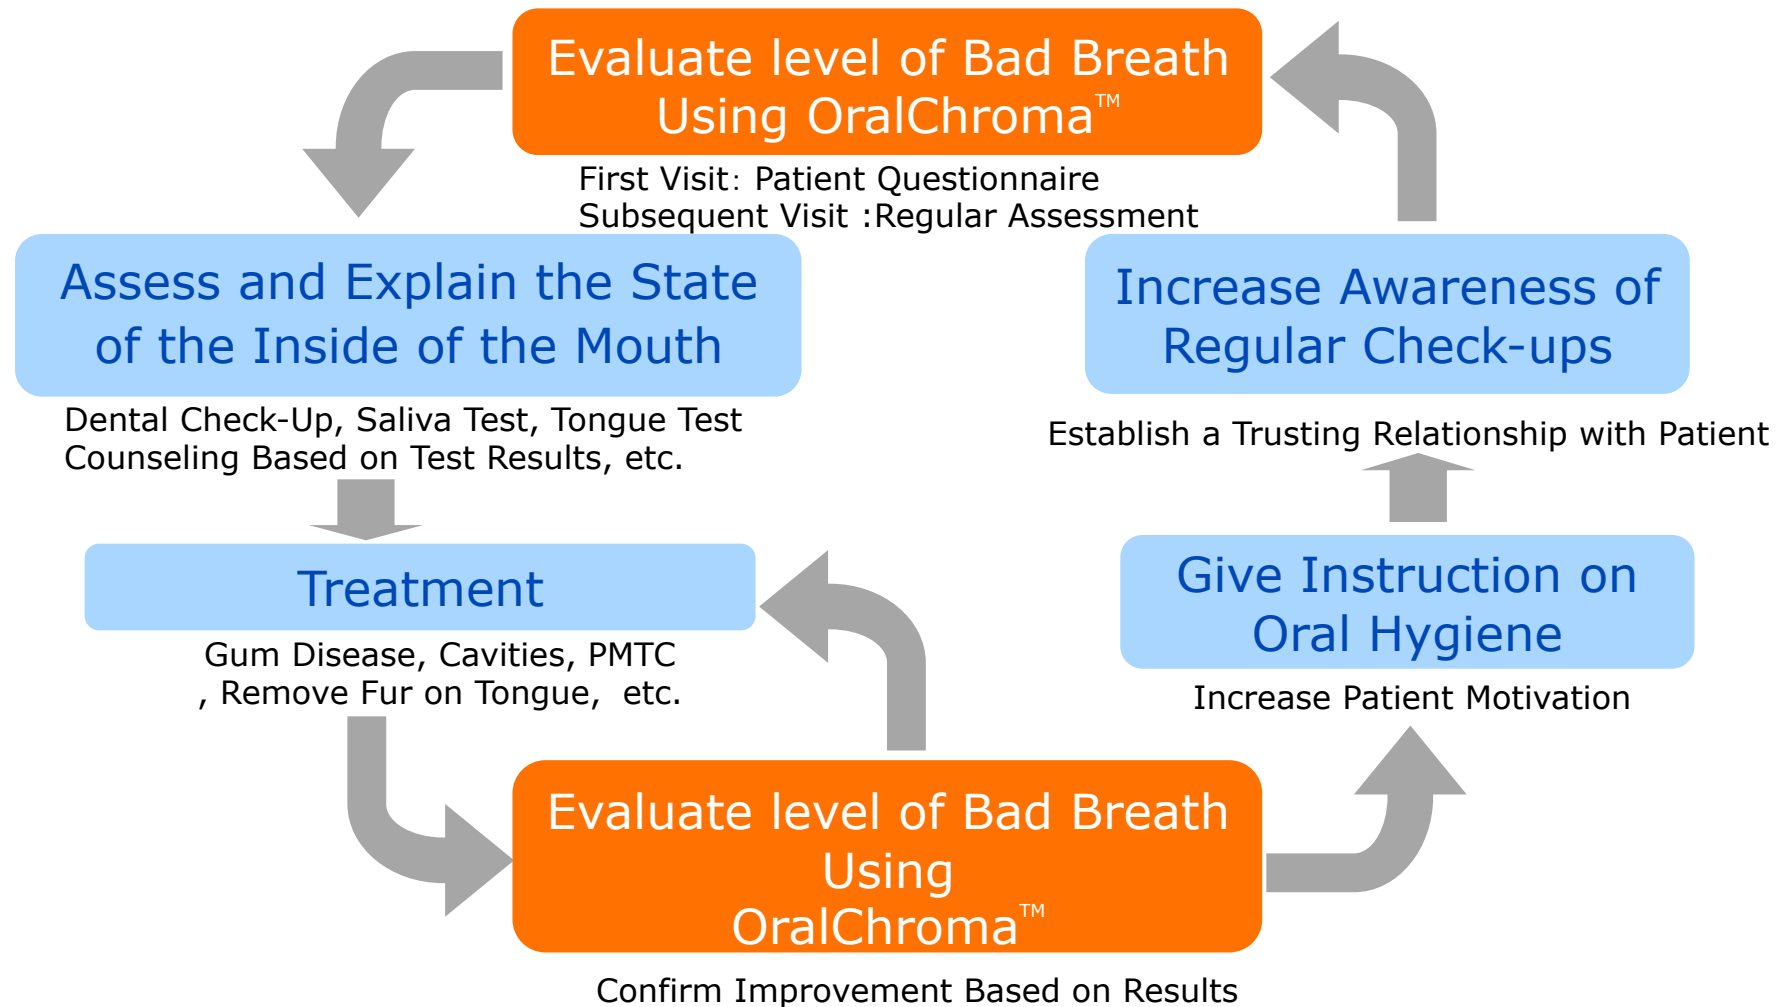 Evaluate level of Bad Breath
Using OralChroma™
First Visit: Patient Questionnaire
Subsequent Visit :Regular Assessment
Assess and Explain the State
of the Inside of the Mouth
Dental Check-Up, Saliva Test, Tongue Test
Counseling Based on Test Results, etc.
Treatment
Gum Disease, Cavities, PMTC
, Remove Fur on Tongue, etc.
Evaluate level of Bad Breath
Using
OralChroma™
Confirm Improvement Based on Results
Give Instruction on
Oral Hygiene
Increase Patient Motivation
Increase Awareness of
Regular Check-ups
Establish a Trusting Relationship with Patient